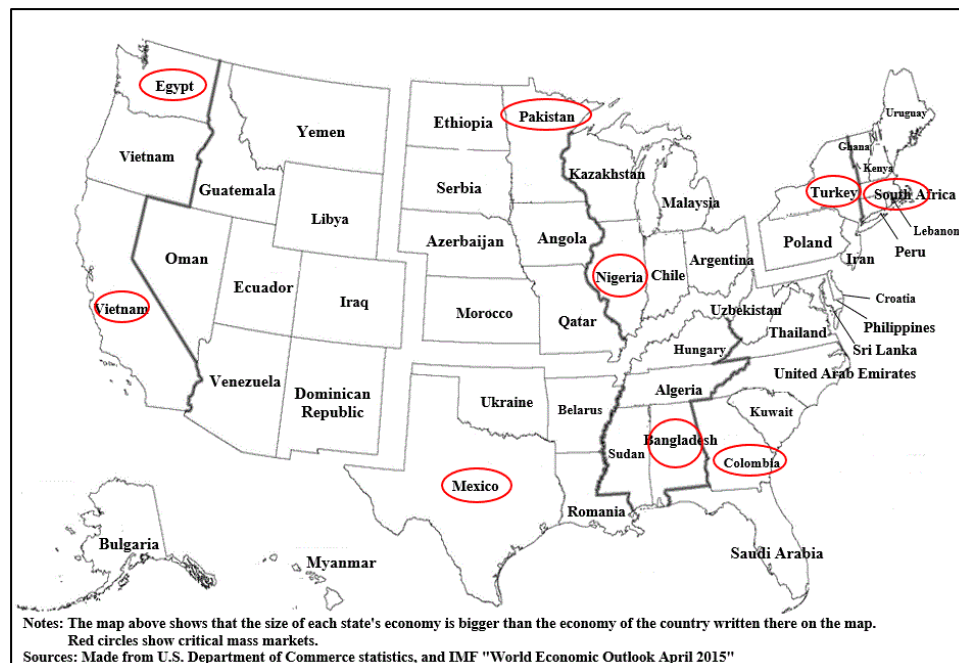 Egypt
Pakistan
Uruguay
Yemen
Ethiopia
Ghana
Vietnam
Kazakhstan
Kenya
Guatemala
Serbia
Turkey
South Africa
Malaysia
Libya
Lebanon
Azerbaijan
Angola
Poland
Peru
Oman
Iran
Ecuador
Nigeria
Chile
Argentina
Iraq
Croatia
Vietnam
Morocco
Qatar
Uzbekistan
Philippines
Thailand
Sri Lanka
Hungary
Venezuela
United Arab Emirates
Dominican
Republic
Ukraine
Algeria
Belarus
Kuwait
Bangladesh
Sudan
Colombia
Mexico
Romania
Bulgaria
Myanmar
Saudi Arabia
Notes: The map above shows that the size of each state's economy is bigger than the economy of the country written there on the map.
Red circles show critical mass markets.
Sources: Made from U.S. Department of Commerce statistics, and IMF "World Economic Outlook April 2015"